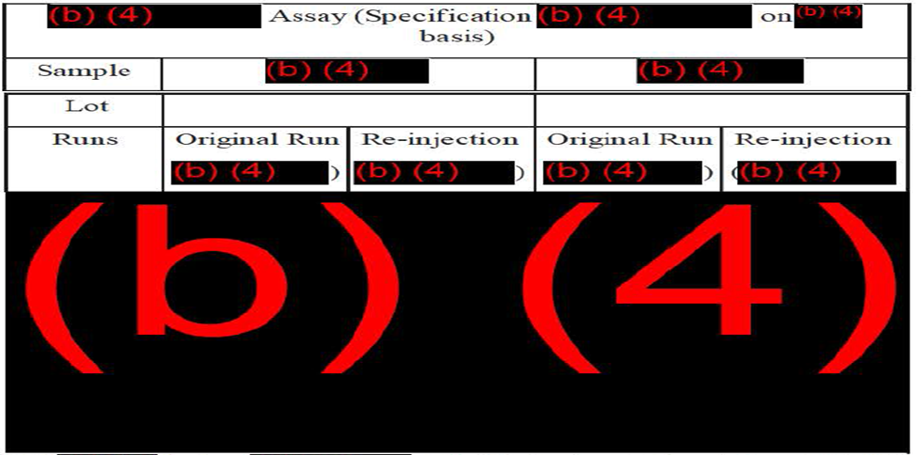 (b) (4) Assay (Specification (b) (4) on (b) (4)
basis)
Sample (b) (4) (b) (4)
Lot
Runs Original Run Re-injection Original Run Re-injection
(b) (4) ) (b) (4) ) (b) (4) ) ((b) (4)
(b) (4)